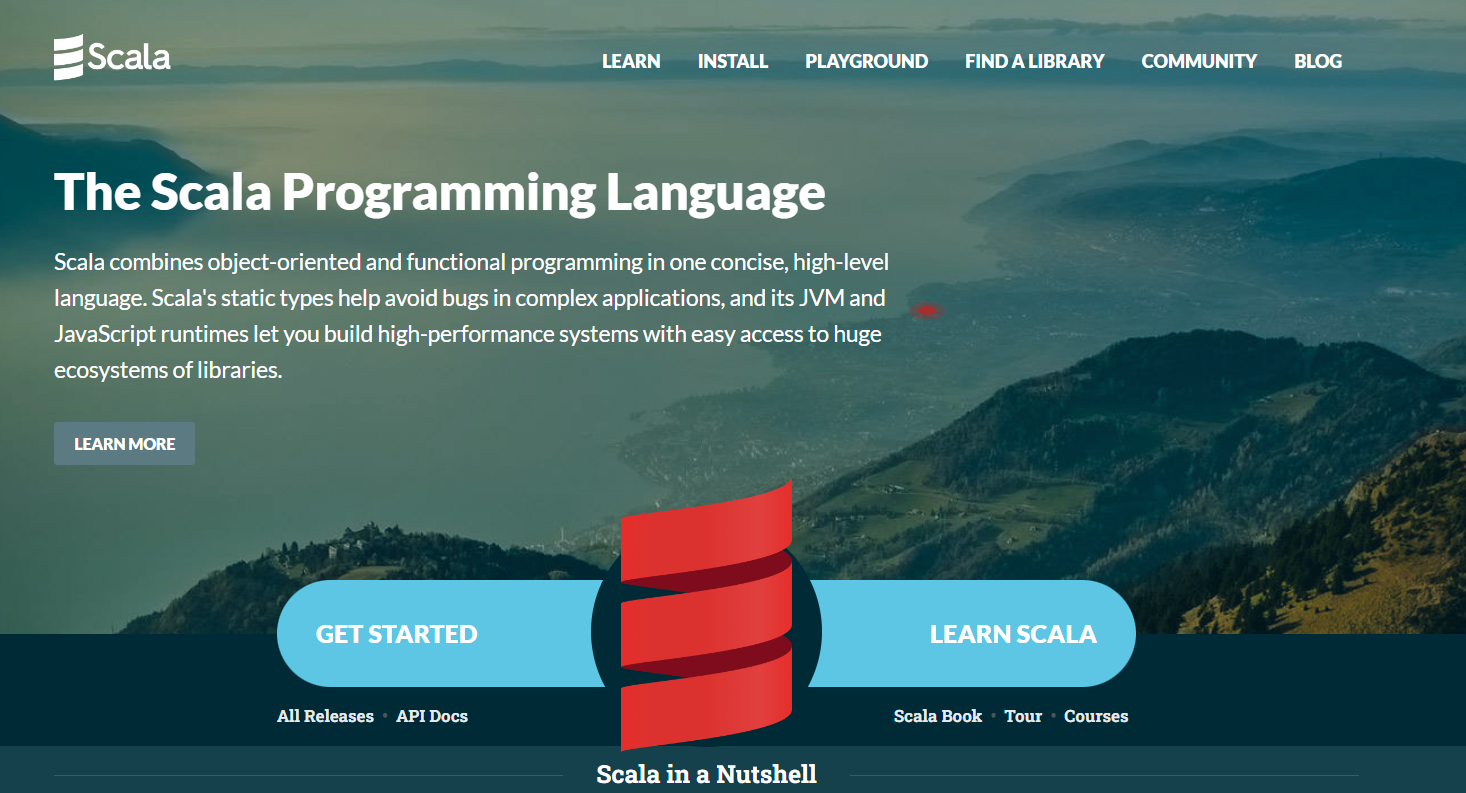 Scala
LEARN INSTALL PLAYGROUND FIND A LIBRARY COMMUNITY BLOG
The Scala Programming Language
Scala combines object-oriented and functional programming in one concise, high-level
language. Scala's static types help avoid bugs in complex applications, and its JVM and
JavaScript runtimes let you build high-performance systems with easy access to huge
ecosystems of libraries.
LEARN MORE
GET STARTED
LEARN SCALA
All Releases • API Docs
Scala Book • Tour • Courses
Scala in a Nutshell